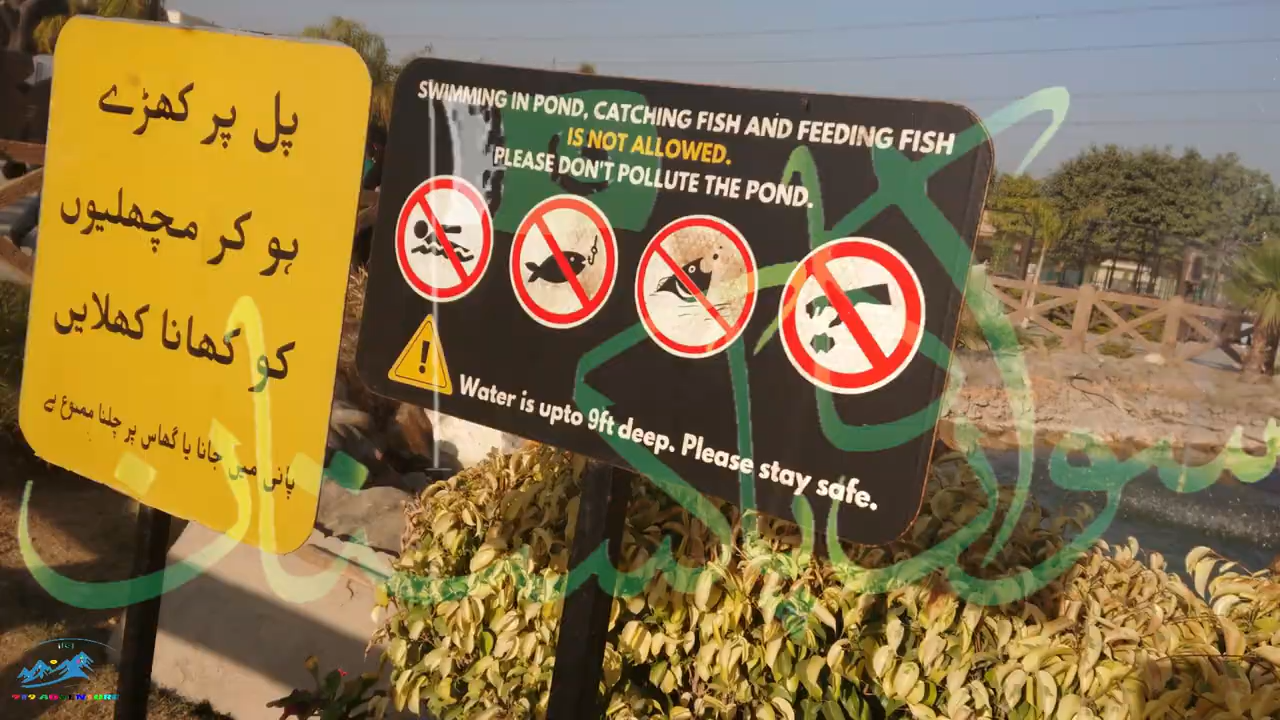 پل پر کھڑے
ہو کر مچھلیوں
کو کھانا کھلایں
پانی میں جانا یا گھاس پر چلنا ممنوع ہے
SWIMMING IN POND, CATCHING FISH AND FEEDING FISH
IS NOT ALLOWED.
PLEASE DON'T POLLUTE THE POND.
Water is upto 9ft deep. Please stay safe.
912 ADVENTURE